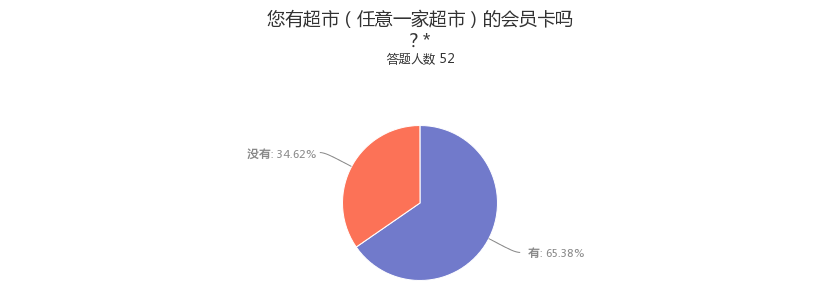 您有超市（任意一家超市）的会员卡吗
？*
答题人数 52
没有: 34.62%
有: 65.38%